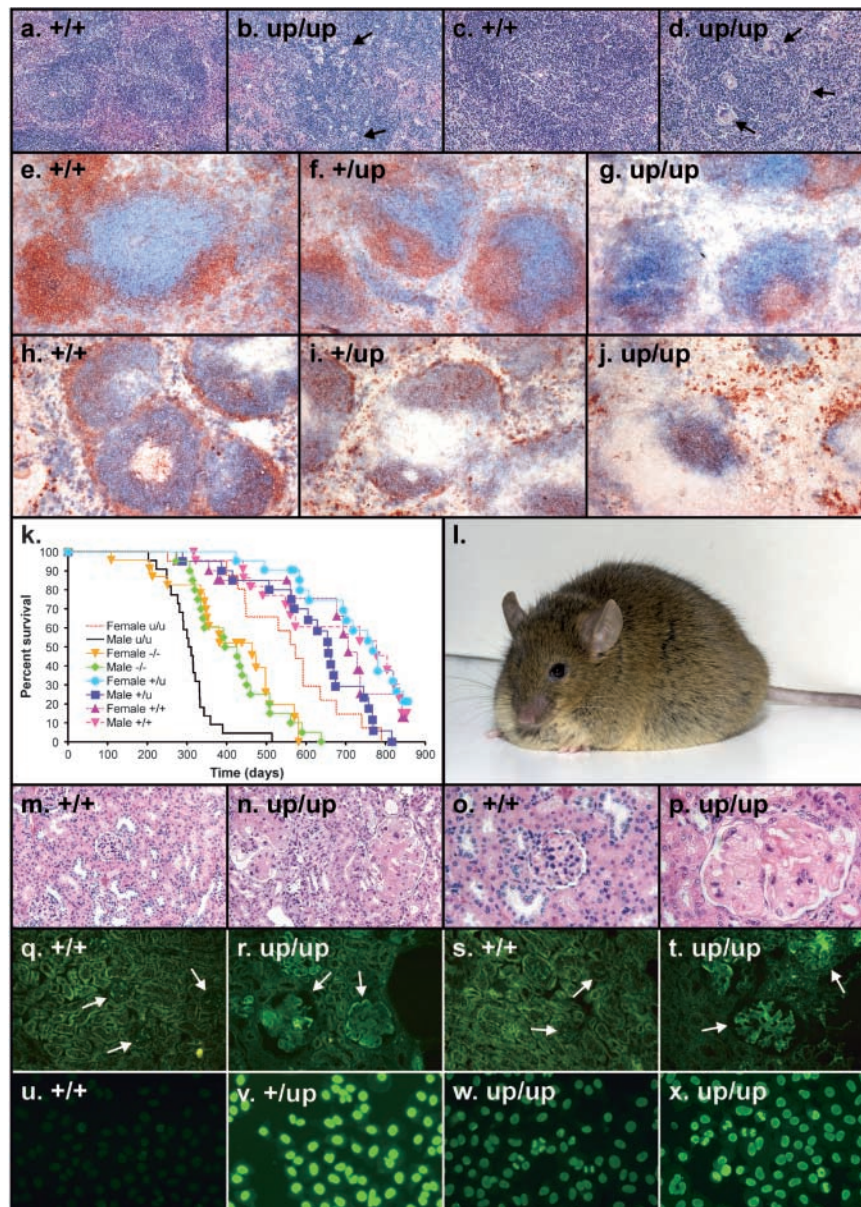 a. +/+
b. up/up
c. +/+
d. up/up
e. +/+
f. +/up
g. up/up
h. +/+
i. +/up
j. up/up
k.
100
90
80
70
60
50
40
30
20
10
0
Percent survival
Female u/u
Male u/u
Female -/-
Male -/-
Female +/u
Male +/u
Female +/+
Male +/+
0 100 200 300 400 500 600 700 800 900
Time (days)
l.
m. +/+
n. up/up
o. +/+
p. up/up
q. +/+
r. up/up
s. +/+
t. up/up
u. +/+
v. +/up
w. up/up
x. up/up